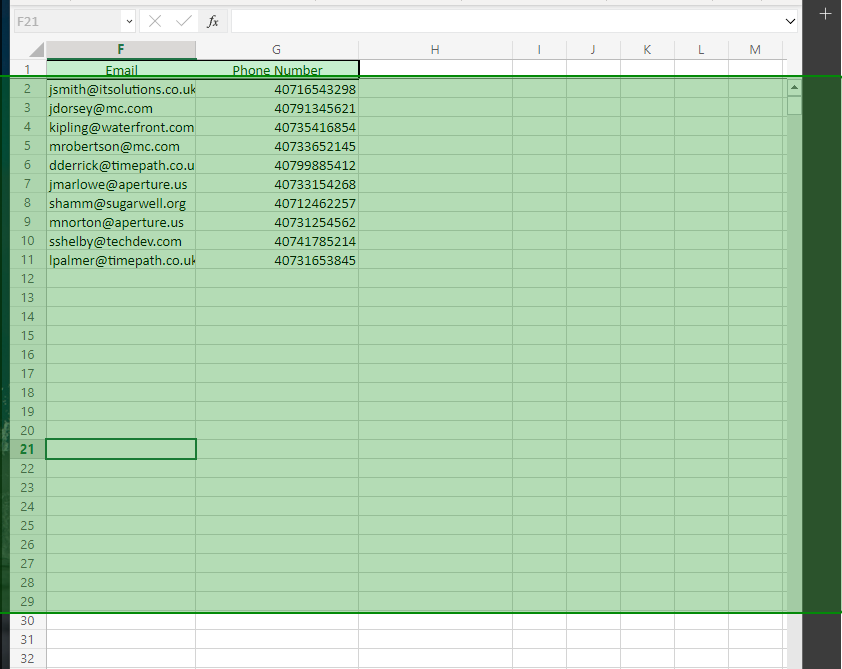 F21 fx
F G H I J K L M
1 Email Phone Number
2 jsmith@itsolutions.co.uk 40716543298
3 jdorsey@mc.com 40791345621
4 kipling@waterfront.com 40735416854
5 mrobertson@mc.com 40733652145
6 dderrick@timepath.co.u 40799885412
7 jmarlowe@aperture.us 40733154268
8 shamm@sugarwell.org 40712462257
9 mnorton@aperture.us 40731254562
10 sshelby@techdev.com 40741785214
11 lpalmer@timepath.co.uk 40731653845
12
13
14
15
16
17
18
19
20
21
22
23
24
25
26
27
28
29
30
31
32